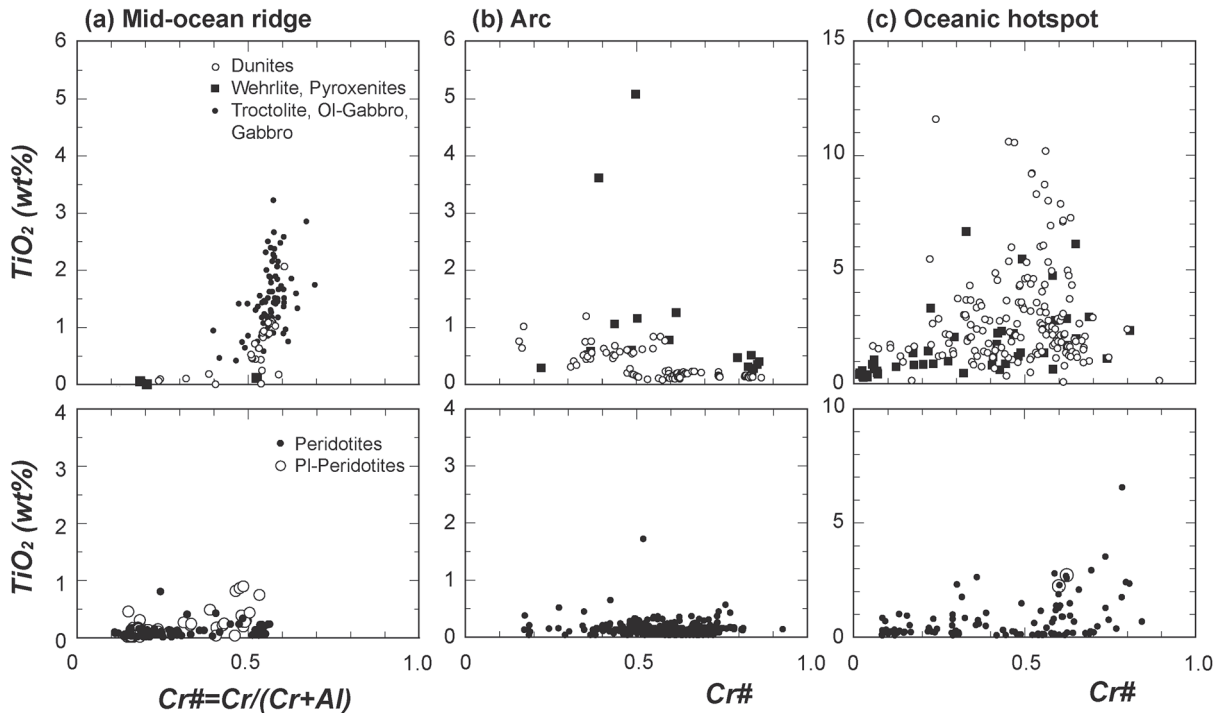 (a) Mid-ocean ridge
(b) Arc
(c) Oceanic hotspot
6
5
4
3
2
1
0
TiO2 (wt%)
Dunites
Wehrlite, Pyroxenites
Troctolite, Ol-Gabbro,
Gabbro
6
5
4
3
2
1
0
15
10
5
0
4
3
2
1
0
TiO2 (wt%)
Peridotites
Pl-Peridotites
4
3
2
1
0
10
5
0
0 0.5 1.0
0.5 1.0
0.5 1.0
Cr#=Cr/(Cr+Al)
Cr#
Cr#